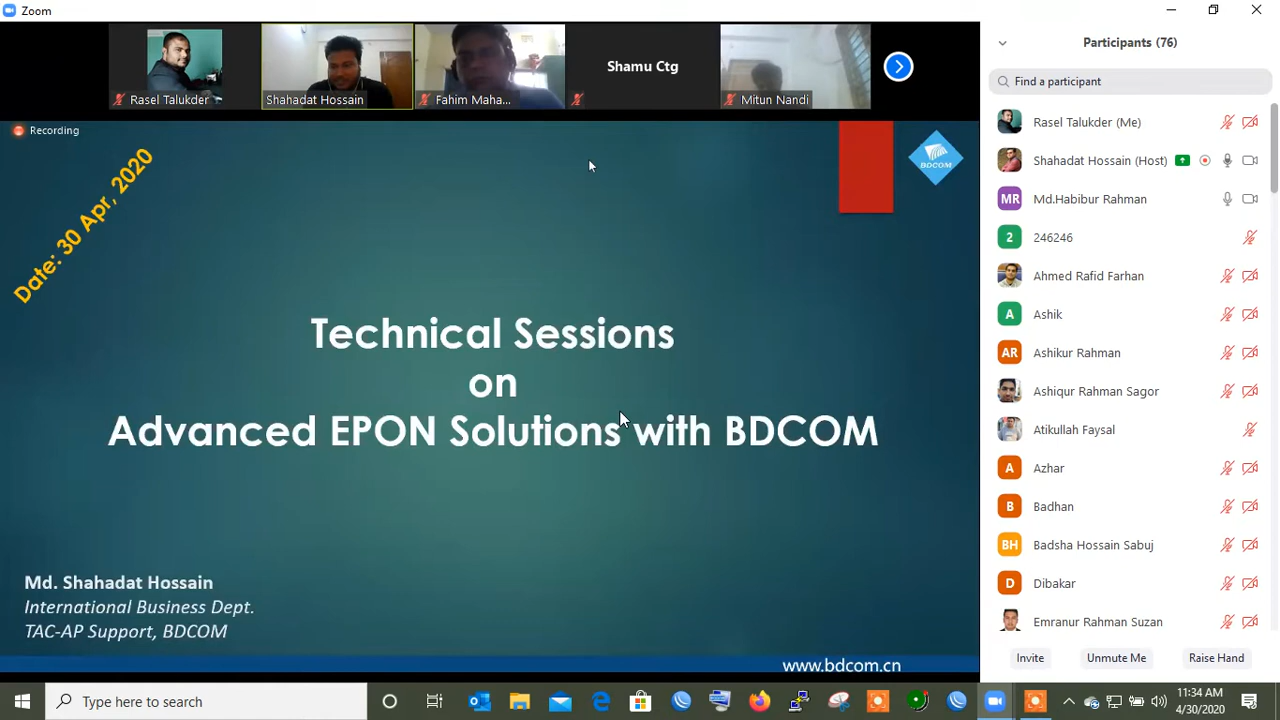 Zoom
Participants (76)
Rasel Talukder
Shahadat Hossain
Fahim Maha...
Shamu Ctg
Mitun Nandi
Find a participant
Recording
Date: 30 Apr, 2020
BDCOM
Technical Sessions
on
Advanced EPON Solutions with BDCOM
Md. Shahadat Hossain
International Business Dept.
TAC-AP Support, BDCOM
www.bdcom.cn
Rasel Talukder (Me)
Shahadat Hossain (Host)
MR Md.Habibur Rahman
2 246246
Ahmed Rafid Farhan
A Ashik
AR Ashikur Rahman
Ashiqur Rahman Sagor
Atikullah Faysal
A Azhar
B Badhan
BH Badsha Hossain Sabuj
D Dibakar
Emranur Rahman Suzan
Invite
Unmute Me
Raise Hand
Type here to search
11:34 AM
4/30/2020